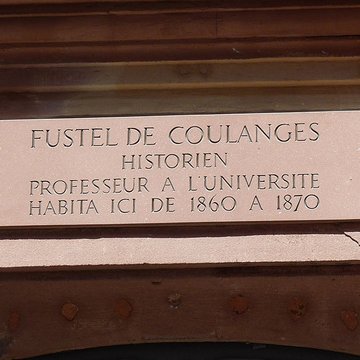 FUSTEL DE COULANGES
HISTORIEN
PROFESSEUR A L'UNIVERSITE
HABITA ICI DE 1860 A 1870